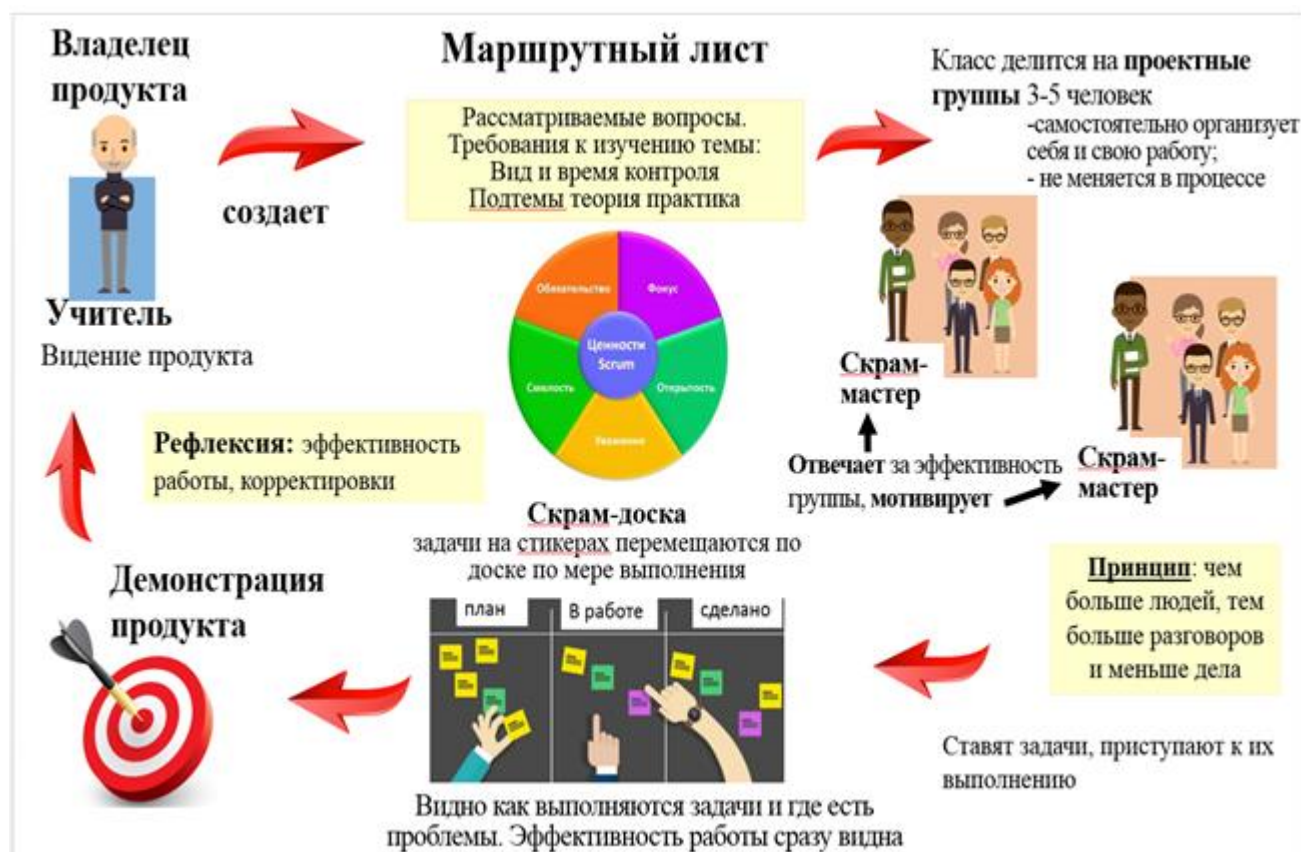 Владелец
продукта
Учитель
Видение продукта
создает
Маршрутный лист
Рассматриваемые вопросы.
Требования к изучению темы:
Вид и время контроля
Подтемы теория практика
Класс делится на проектные
группы 3-5 человек
-самостоятельно организует
себя и свою работу;
- не меняется в процессе
Обязательство
Фокус
Ценности
Scrum
Смелость
Открытость
Уважение
Скрам-
мастер
Отвечает за эффективность
группы, мотивирует
Скрам-
мастер
Принцип: чем
больше людей, тем
больше разговоров
и меньше дела
Ставят задачи, приступают к их
выполнению
Скрам-доска
задачи на стикерах перемещаются по
доске по мере выполнения
план
В работе
сделано
Видно как выполняются задачи и где есть
проблемы. Эффективность работы сразу видна
Демонстрация
продукта
Рефлексия: эффективность
работы, корректировки